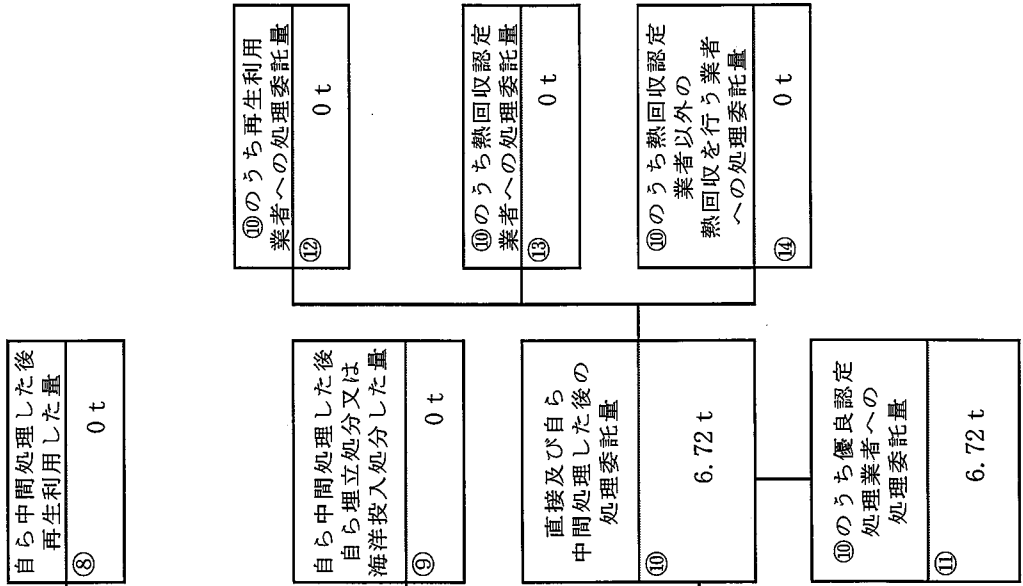 自ら中間処理した後
再生利用した量
⑧
0 t
自ら中間処理した後
自ら埋立処分又は
海洋投入処分した量
⑨
0 t
直接及び自ら
中間処理した後の
処理委託量
⑩
6.72 t
⑩のうち優良認定
処理業者への
処理委託量
⑪
6.72 t
⑩のうち再生利用
業者への処理委託量
⑫
0 t
⑩のうち熱回収認定
業者への処理委託量
⑬
0 t
⑩のうち熱回収認定
業者以外の
熱回収を行う業者
への処理委託量
⑭
0 t